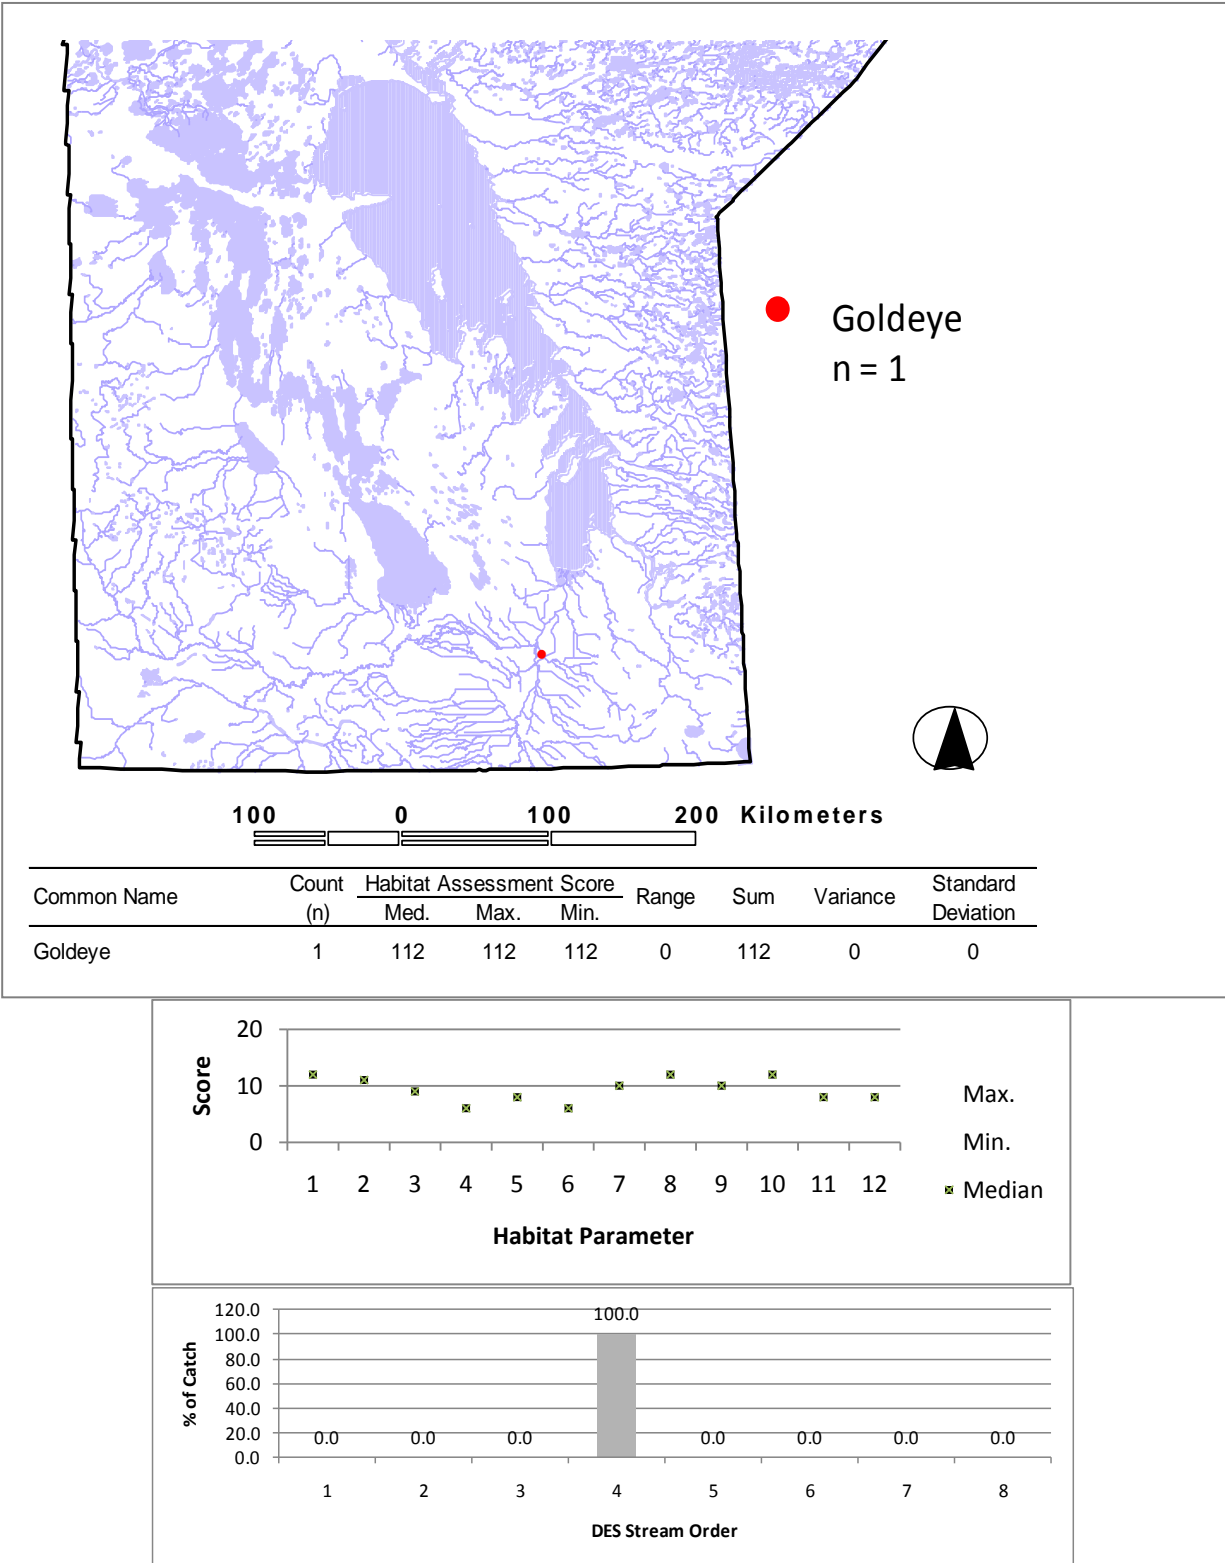 Goldeye
n = 1
100 0 100 200 Kilometers
Common Name Count (n) Habitat Assessment Score Range Sum Variance Standard Deviation
Med. Max. Min.
Goldeye 1 112 112 112 0 112 0 0
20
10
0
Score
1 2 3 4 5 6 7 8 9 10 11 12
Habitat Parameter
Max.
Min.
Median
120.0
100.0
80.0
60.0
40.0
20.0
0.0
% of Catch
0.0 0.0 0.0 100.0 0.0 0.0 0.0 0.0
1 2 3 4 5 6 7 8
DES Stream Order